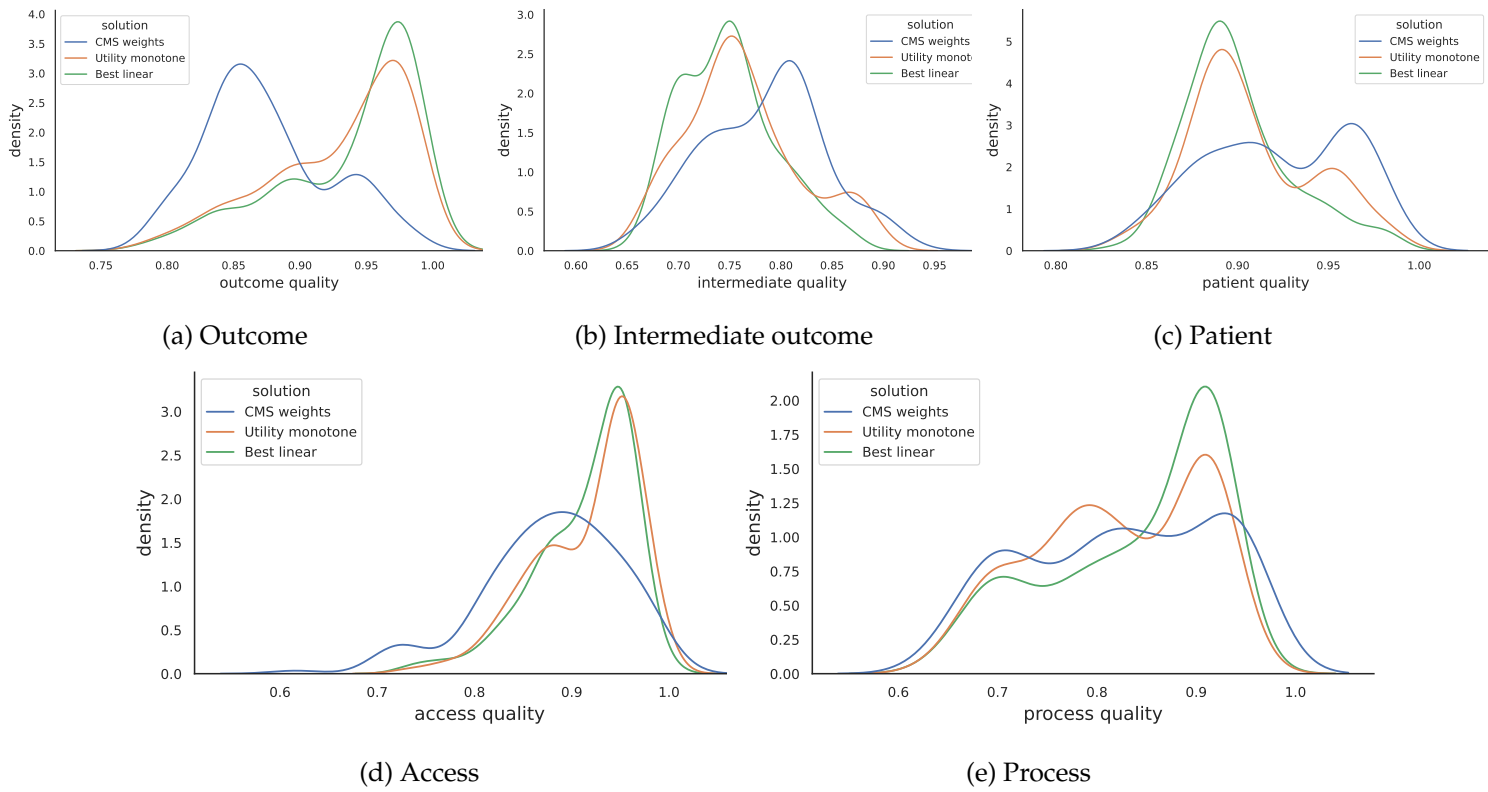 solution
CMS weights
Utility monotone
Best linear
density
4.0
3.5
3.0
2.5
2.0
1.5
1.0
0.5
0.0
0.75 0.80 0.85 0.90 0.95 1.00
outcome quality
(a) Outcome
solution
CMS weights
Utility monot
Best linear
density
3.0
2.5
2.0
1.5
1.0
0.5
0.0
0.60 0.65 0.70 0.75 0.80 0.85 0.90 0.95
intermediate quality
(b) Intermediate outcome
solution
CMS weights
Utility monotone
Best linear
density
5
4
3
2
1
0
0.80 0.85 0.90 0.95 1.00
patient quality
(c) Patient
solution
CMS weights
Utility monotone
Best linear
density
3.0
2.5
2.0
1.5
1.0
0.5
0.0
0.6 0.7 0.8 0.9 1.0
access quality
(d) Access
solution
CMS weights
Utility monotone
Best linear
density
2.00
1.75
1.50
1.25
1.00
0.75
0.50
0.25
0.00
0.6 0.7 0.8 0.9 1.0
process quality
(e) Process